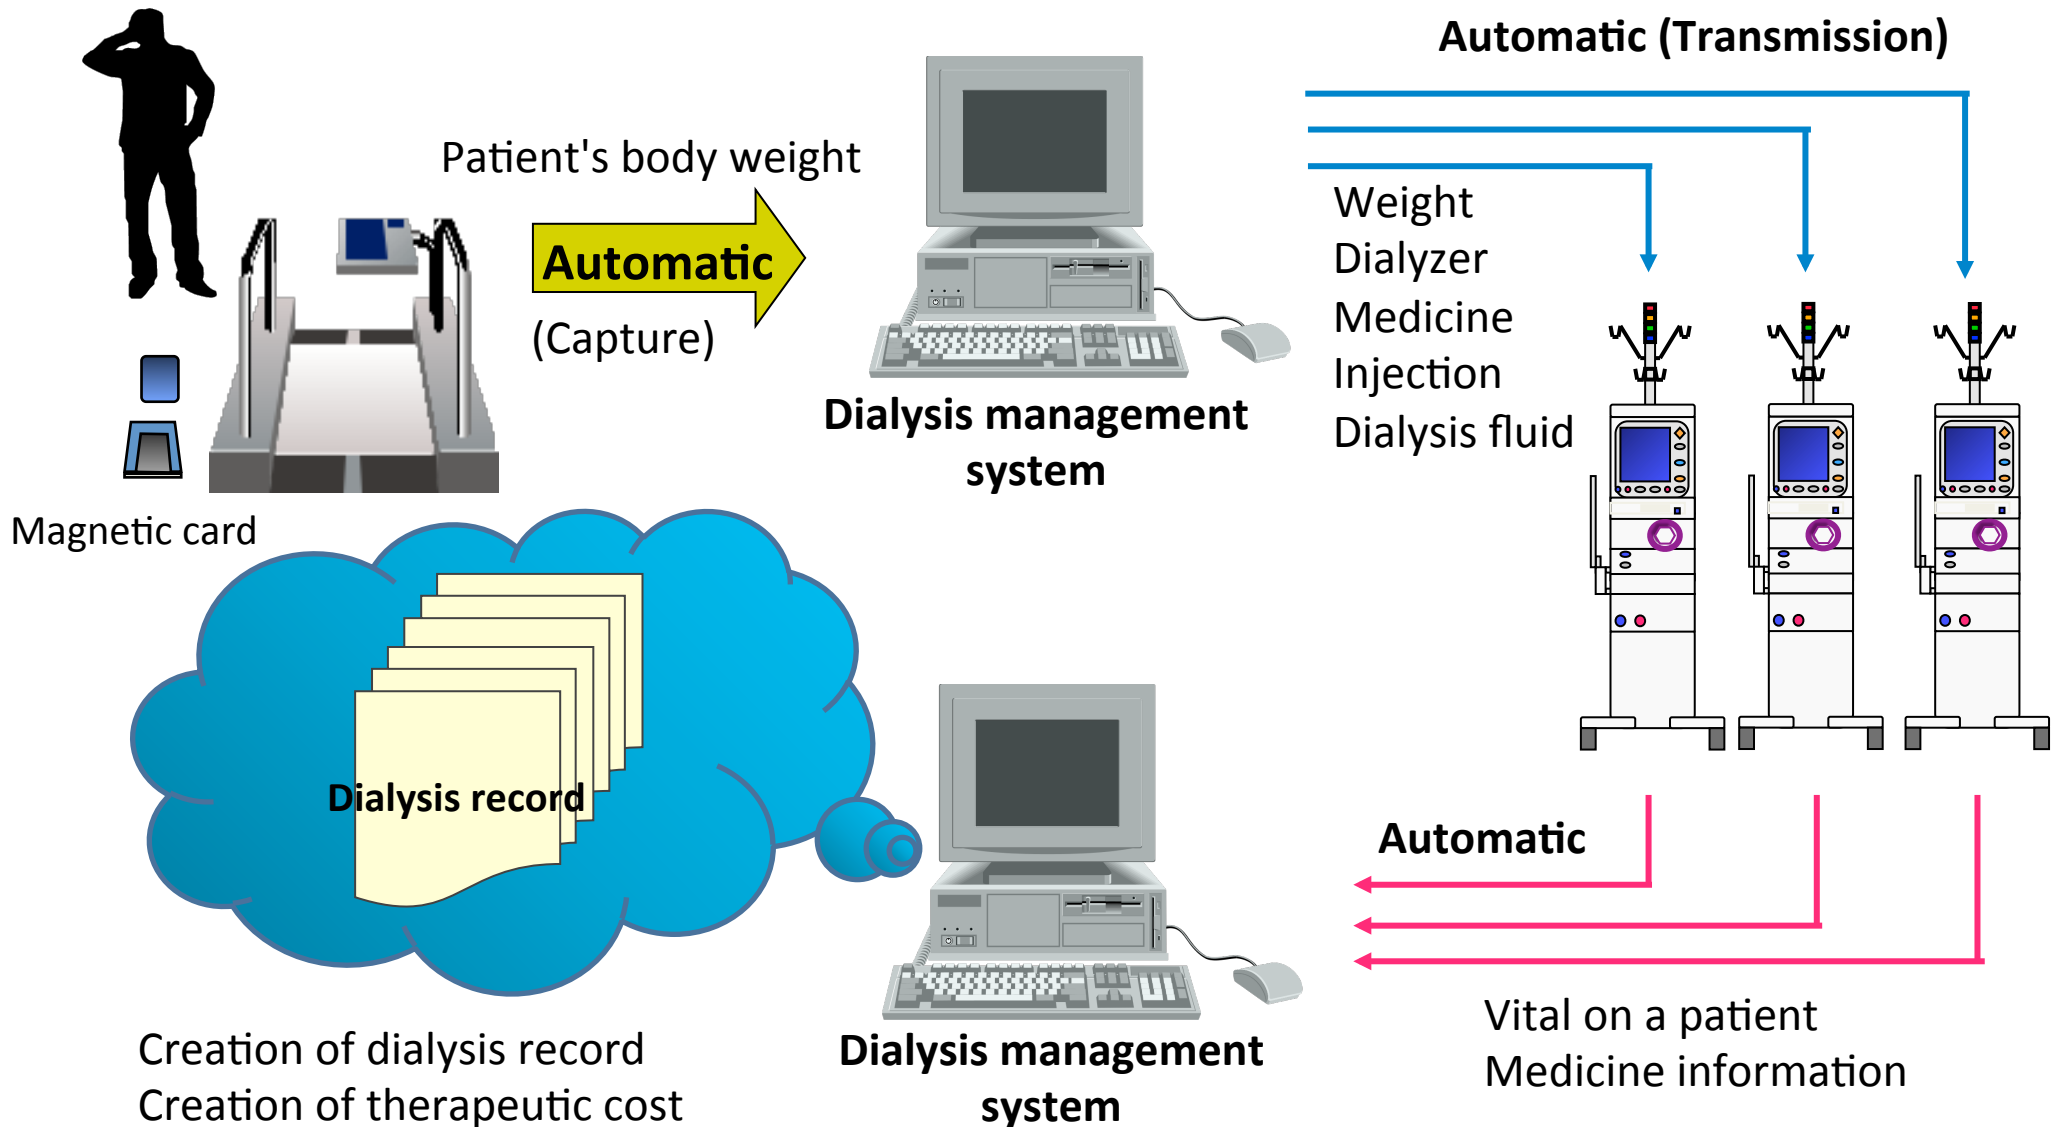 Automatic (Transmission)
Patient's body weight
Automatic
(Capture)
Weight
Dialyzer
Medicine
Injection
Dialysis fluid
Dialysis management
system
Magnetic card
Dialysis record
Automatic
Vital on a patient
Medicine information
Dialysis management
system
Creation of dialysis record
Creation of therapeutic cost